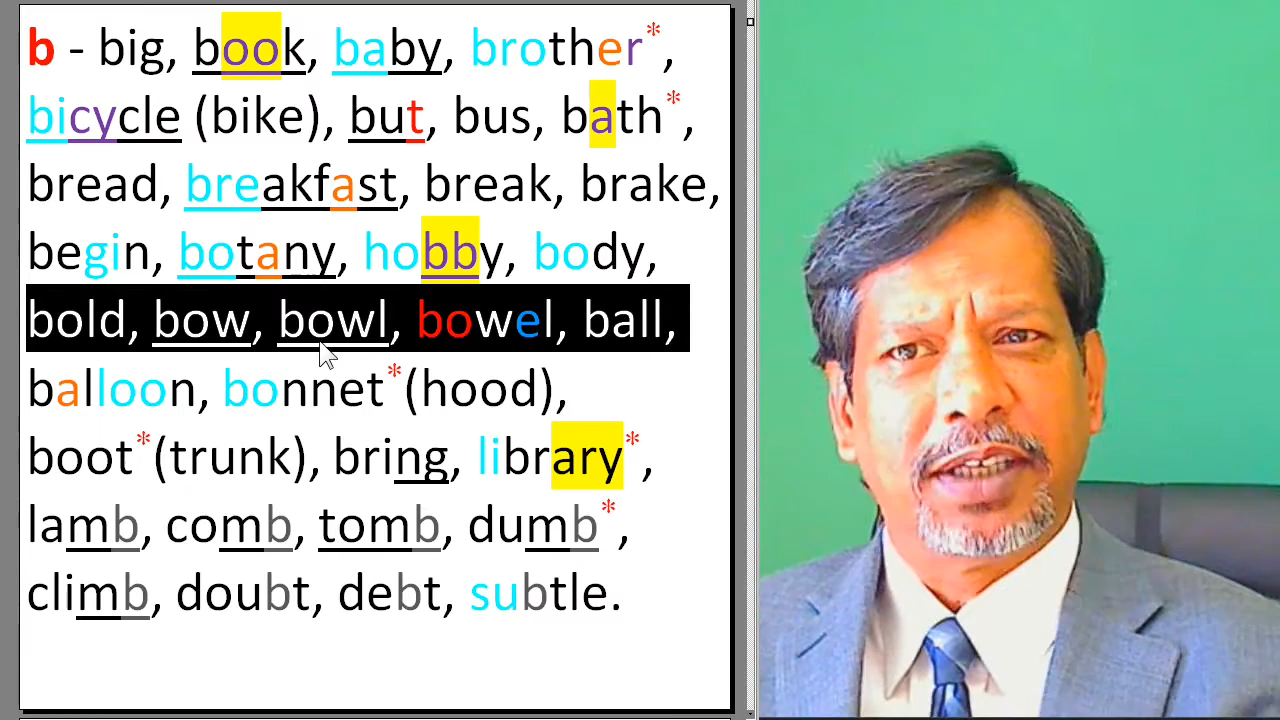 b - big, book, baby, brother*,
bicycle (bike), but, bus, bath*,
bread, breakfast, break, brake,
begin, botany, hobby, body,
bold, bow, bowl, bowel, ball,
balloon, bonnet*(hood),
boot*(trunk), bring, library*,
lamb, comb, tomb, dumb*,
climb, doubt, debt, subtle.